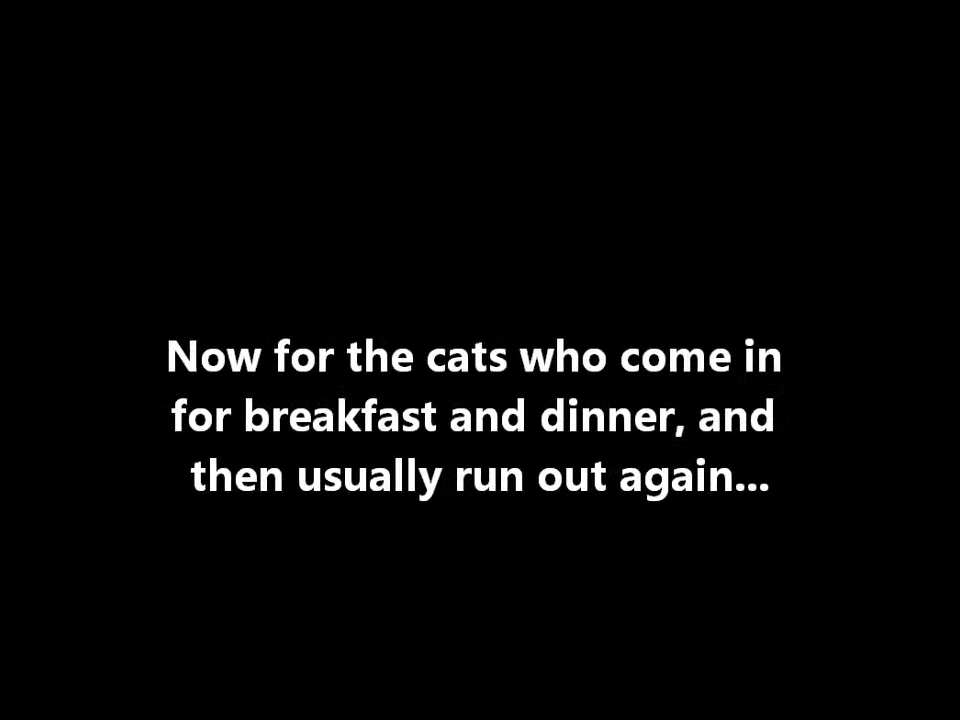 Now for the cats who come in
for breakfast and dinner, and
then usually run out again...